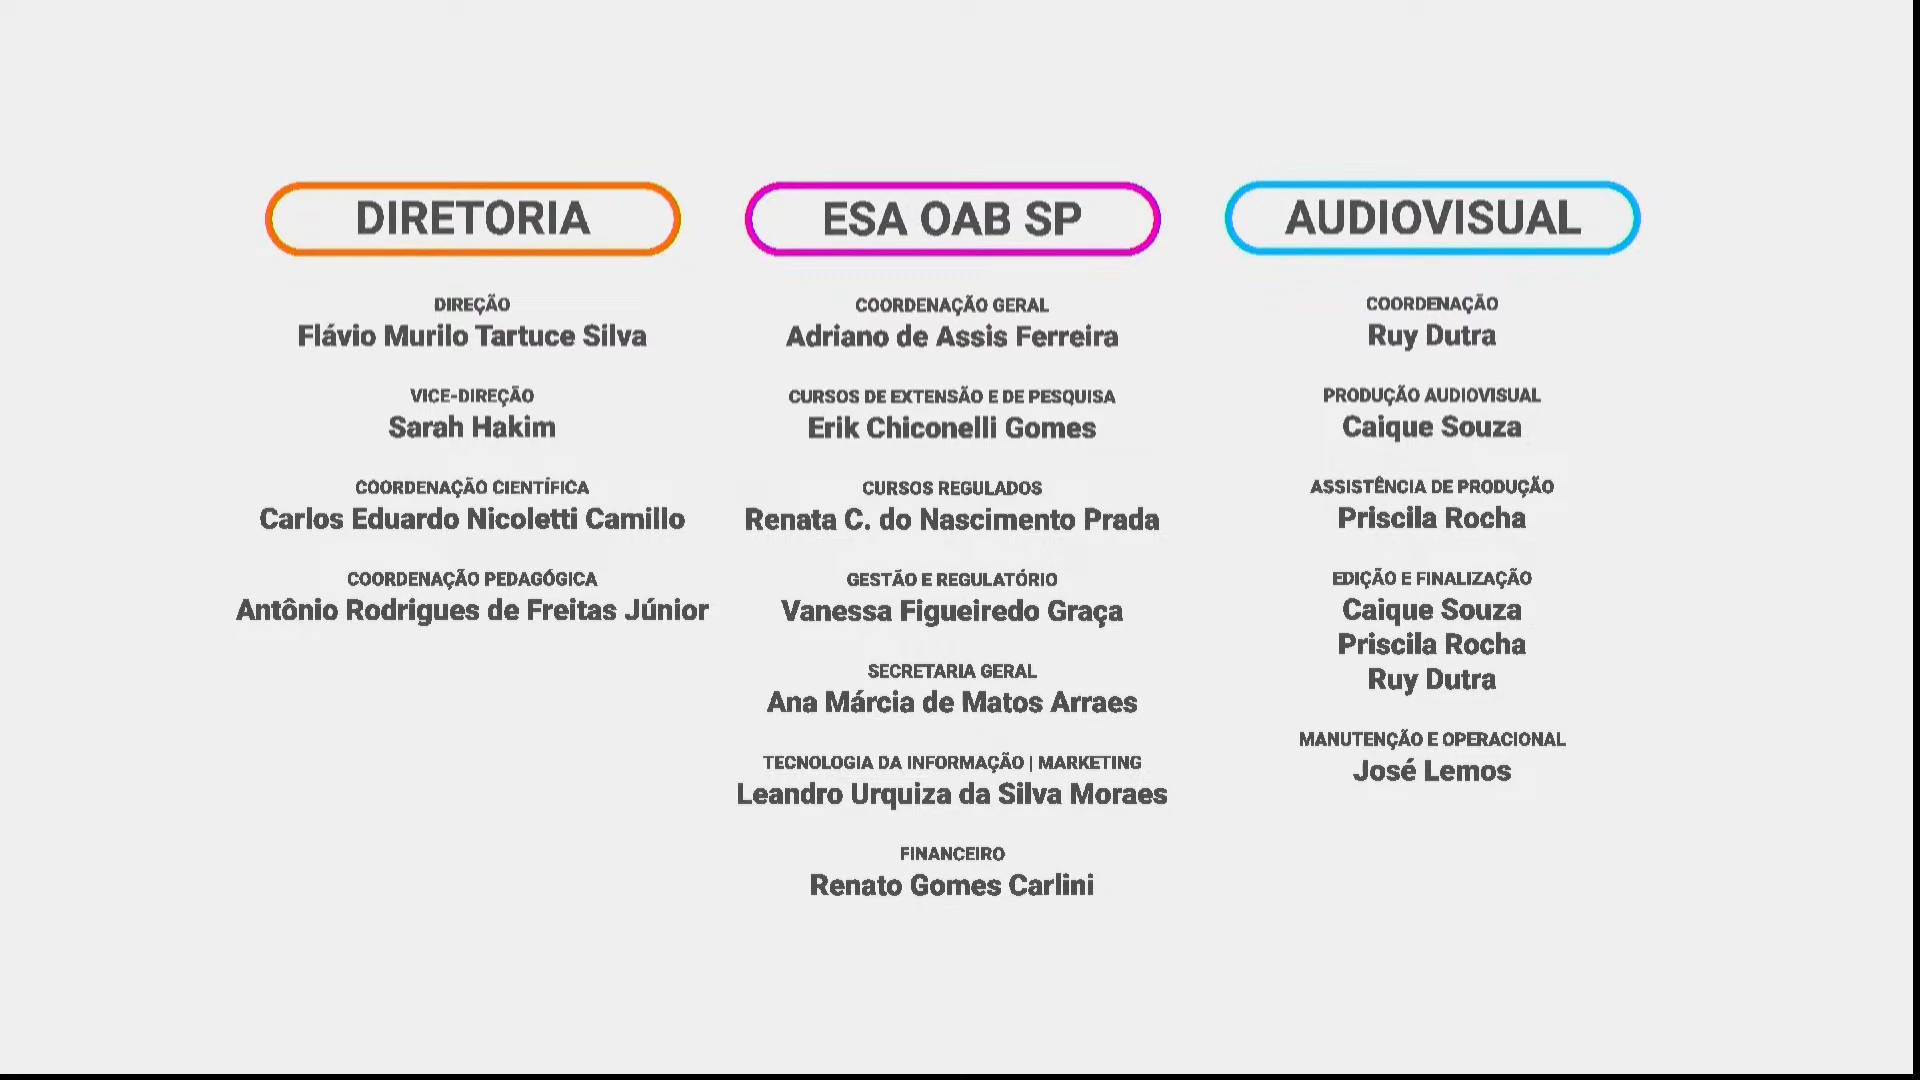 DIRETORIA
DIREÇÃO
Flávio Murilo Tartuce Silva
VICE-DIREÇÃO
Sarah Hakim
COORDENAÇÃO CIENTÍFICA
Carlos Eduardo Nicoletti Camillo
COORDENAÇÃO PEDAGÓGICA
Antônio Rodrigues de Freitas Júnior
ESA OAB SP
COORDENAÇÃO GERAL
Adriano de Assis Ferreira
CURSOS DE EXTENSÃO E DE PESQUISA
Erik Chiconelli Gomes
CURSOS REGULADOS
Renata C. do Nascimento Prada
GESTÃO E REGULATÓRIO
Vanessa Figueiredo Graça
SECRETARIA GERAL
Ana Márcia de Matos Arraes
TECNOLOGIA DA INFORMAÇÃO | MARKETING
Leandro Urquiza da Silva Moraes
FINANCEIRO
Renato Gomes Carlini
AUDIOVISUAL
COORDENAÇÃO
Ruy Dutra
PRODUÇÃO AUDIOVISUAL
Caique Souza
ASSISTÊNCIA DE PRODUÇÃO
Priscila Rocha
EDIÇÃO E FINALIZAÇÃO
Caique Souza
Priscila Rocha
Ruy Dutra
MANUTENÇÃO E OPERACIONAL
José Lemos